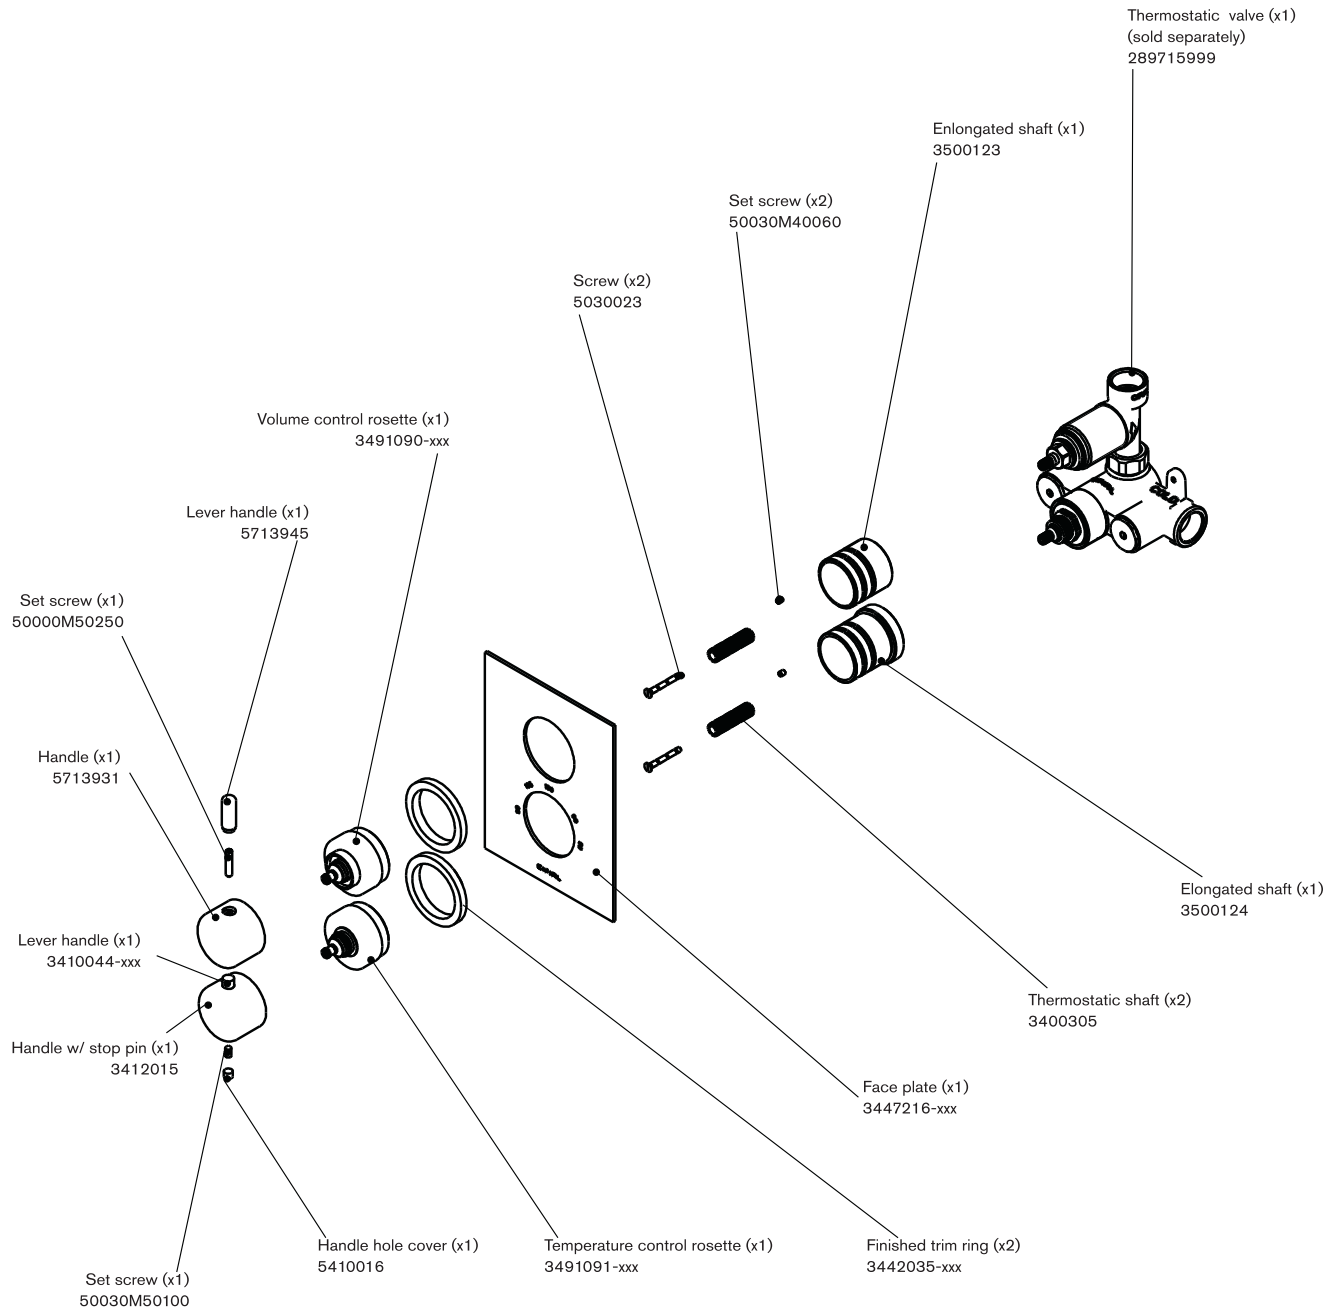 Thermostatic valve (x1)
(sold separately)
289715999
Enlongated shaft (x1)
3500123
Set screw (x2)
50030M40060
Screw (x2)
5030023
Volume control rosette (x1)
3491090-xxx
Lever handle (x1)
5713945
Set screw (x1)
50000M50250
Handle (x1)
5713931
Lever handle (x1)
3410044-xxx
Handle w/ stop pin (x1)
3412015
Elongated shaft (x1)
3500124
Thermostatic shaft (x2)
3400305
Face plate (x1)
3447216-xxx
Handle hole cover (x1)
5410016
Temperature control rosette (x1)
3491091-xxx
Finished trim ring (x2)
3442035-xxx
Set screw (x1)
50030M50100
COLD